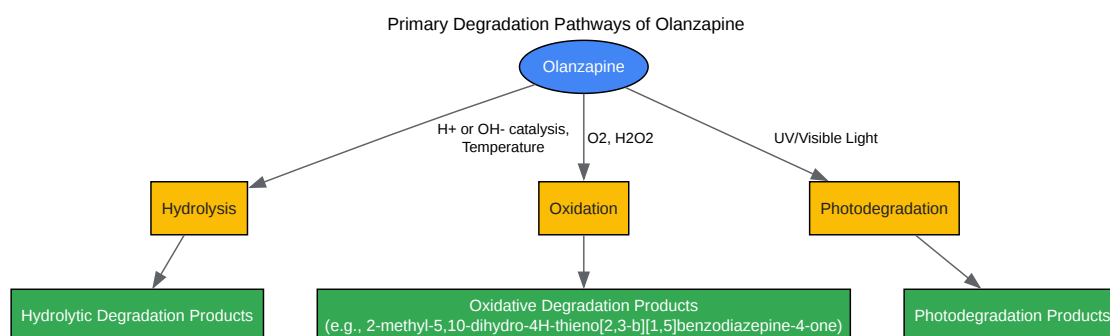 Primary Degradation Pathways of Olanzapine
Olanzapine
H+ or OH- catalysis,
Temperature
O2, H2O2
UV/Visible Light
Hydrolysis
Oxidation
Photodegradation
Hydrolytic Degradation Products
Oxidative Degradation Products
(e.g., 2-methyl-5,10-dihydro-4H-thieno[2,3-b][1,5]benzodiazepine-4-one)
Photodegradation Products